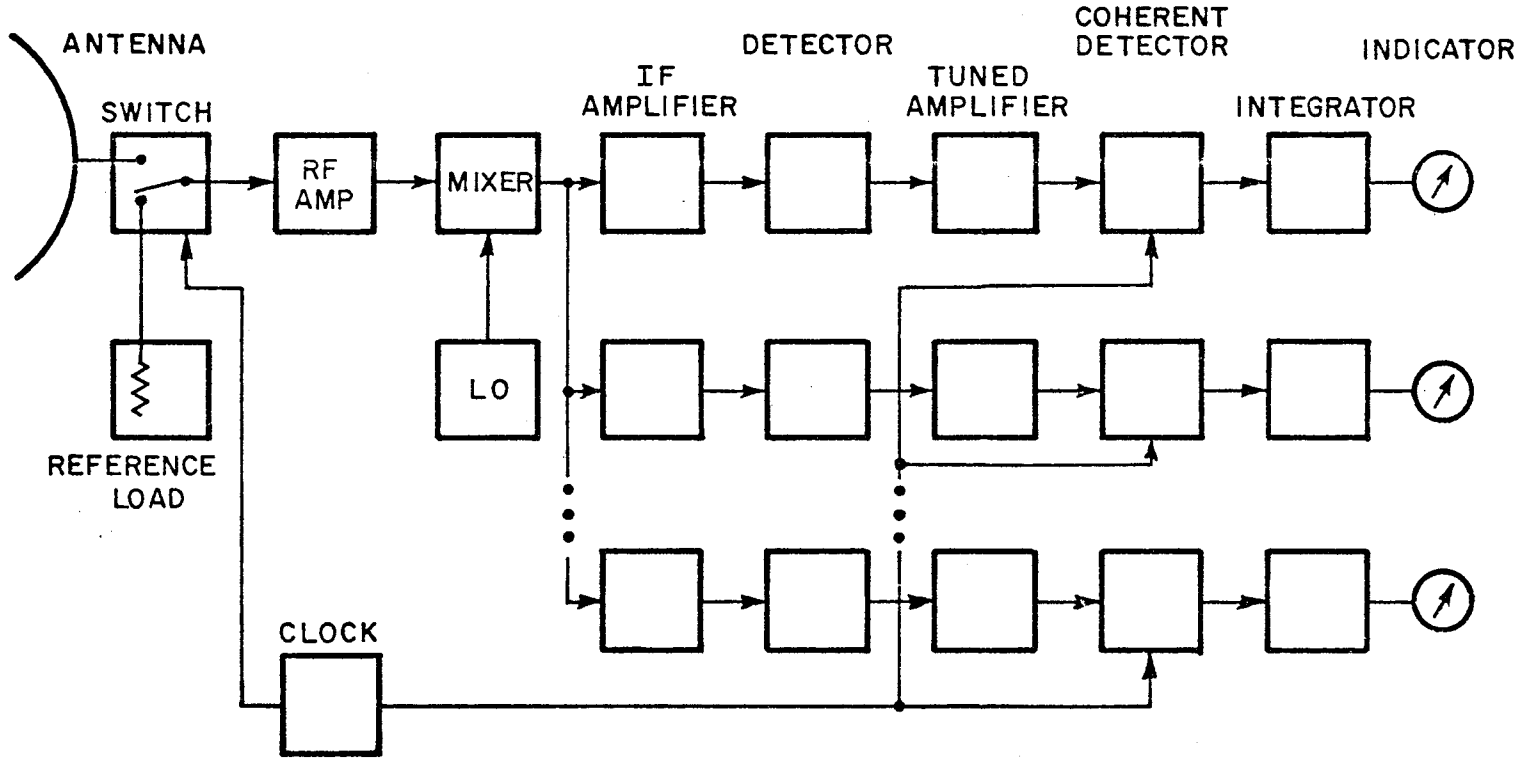 ANTENNA
SWITCH
RF
AMP
MIXER
LO
REFERENCE
LOAD
CLOCK
IF
AMPLIFIER
DETECTOR
TUNED
AMPLIFIER
COHERENT
DETECTOR
INTEGRATOR
INDICATOR